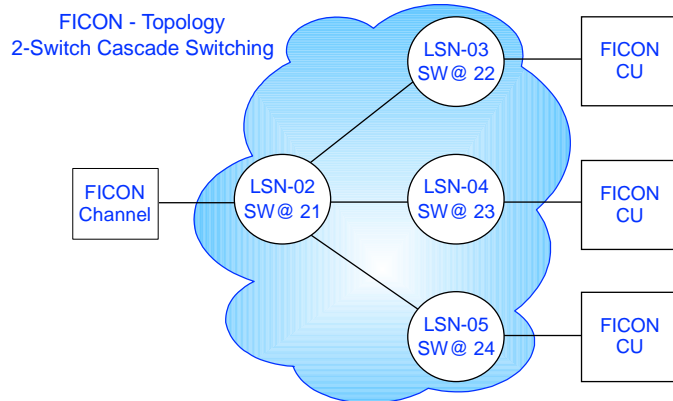 FICON - Topology
2-Switch Cascade Switching
LSN-03
SW@ 22
FICON
CU
FICON
Channel
LSN-02
SW@ 21
LSN-04
SW@ 23
FICON
CU
LSN-05
SW@ 24
FICON
CU